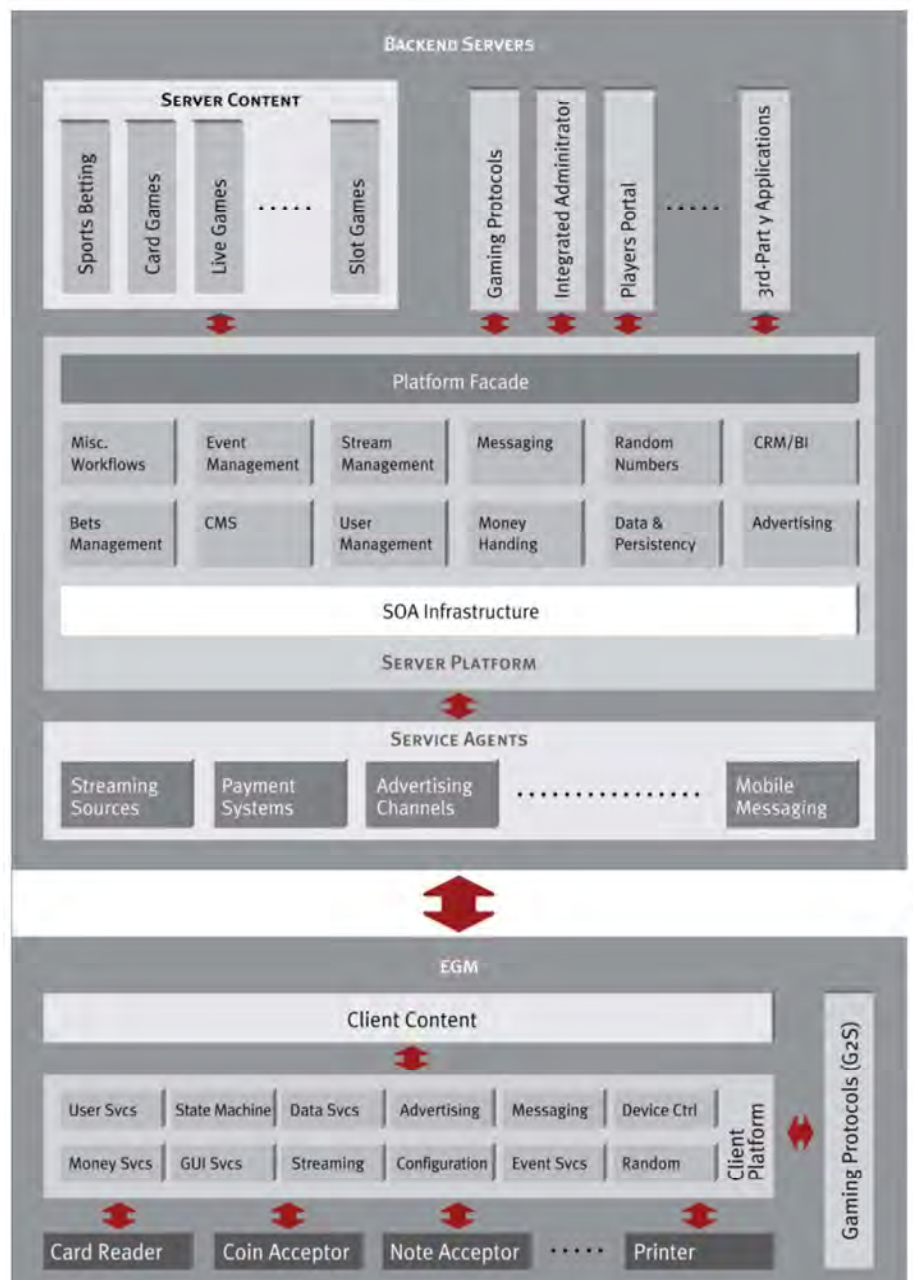 BACKEND SERVERS
SERVER CONTENT
Sports Betting
Card Games
Live Games
.....
Slot Games
Gaming Protocols
Integrated Adminitrator
Players Portal
.....
3rd-Part y Applications
Platform Facade
Misc.
Workflows
Event
Management
Stream
Management
Messaging
Random
Numbers
CRM/BI
Bets
Management
CMS
User
Management
Money
Handing
Data &
Persistency
Advertising
SOA Infrastructure
SERVER PLATFORM
SERVICE AGENTS
Streaming
Sources
Payment
Systems
Advertising
Channels
................
Mobile
Messaging
EGM
Client Content
User Svcs
State Machine
Data Svcs
Advertising
Messaging
Device Ctrl
Money Svcs
GUI Svcs
Streaming
Configuration
Event Svcs
Random
Client
Platform
Gaming Protocols (G2S)
Card Reader
Coin Acceptor
Note Acceptor
.....
Printer